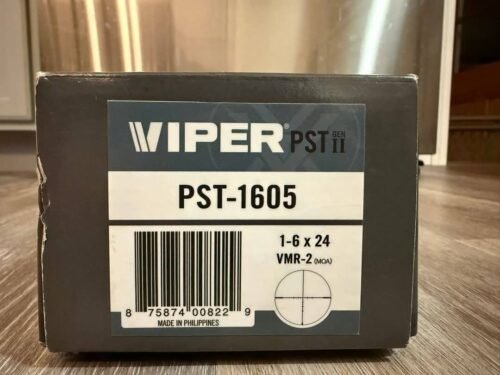 VIPER® PST GEN II
PST-1605
1-6 x 24
VMR-2 (MOA)
8 75874 00822 9
MADE IN PHILIPPINES